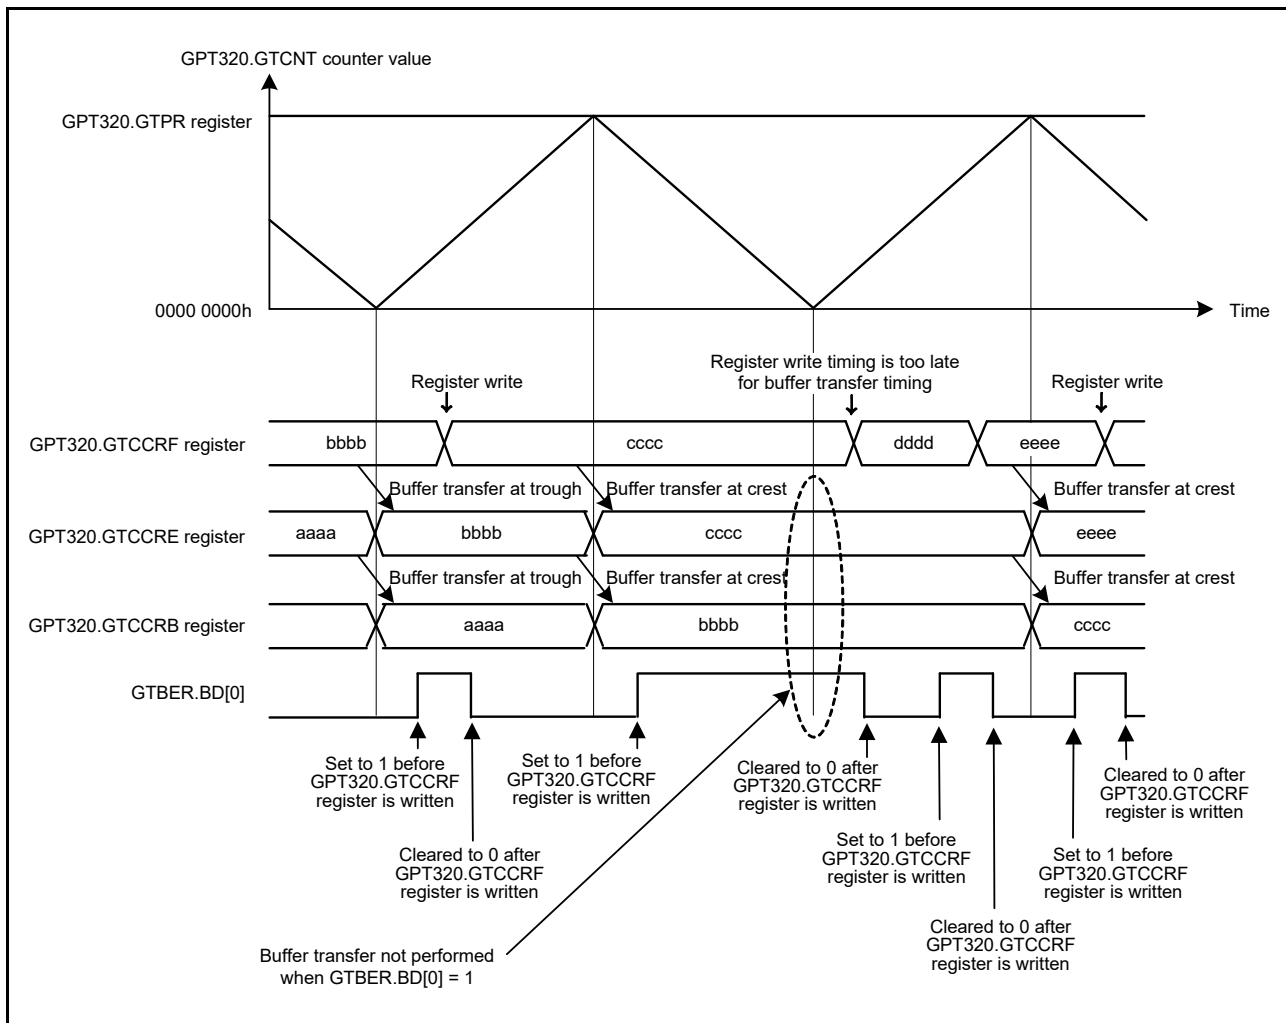 GPT320.GTCNT counter value
GPT320.GTPR register
0000 0000h
Time
Register write timing is too late
for buffer transfer timing
Register write
Register write
GPT320.GTCCRF register
bbbb
cccc
dddd
eeee
Buffer transfer at trough
Buffer transfer at crest
Buffer transfer at crest
GPT320.GTCCRE register
aaaa
bbbb
cccc
eeee
Buffer transfer at trough
Buffer transfer at crest
Buffer transfer at crest
GPT320.GTCCRB register
aaaa
bbbb
cccc
GTBER.BD[0]
Set to 1 before
GPT320.GTCCRF
register is written
Set to 1 before
GPT320.GTCCRF
register is written
Cleared to 0 after
GPT320.GTCCRF
register is written
Cleared to 0 after
GPT320.GTCCRF
register is written
Cleared to 0 after
GPT320.GTCCRF
register is written
Set to 1 before
GPT320.GTCCRF
register is written
Set to 1 before
GPT320.GTCCRF
register is written
Cleared to 0 after
GPT320.GTCCRF
register is written
Buffer transfer not performed
when GTBER.BD[0] = 1